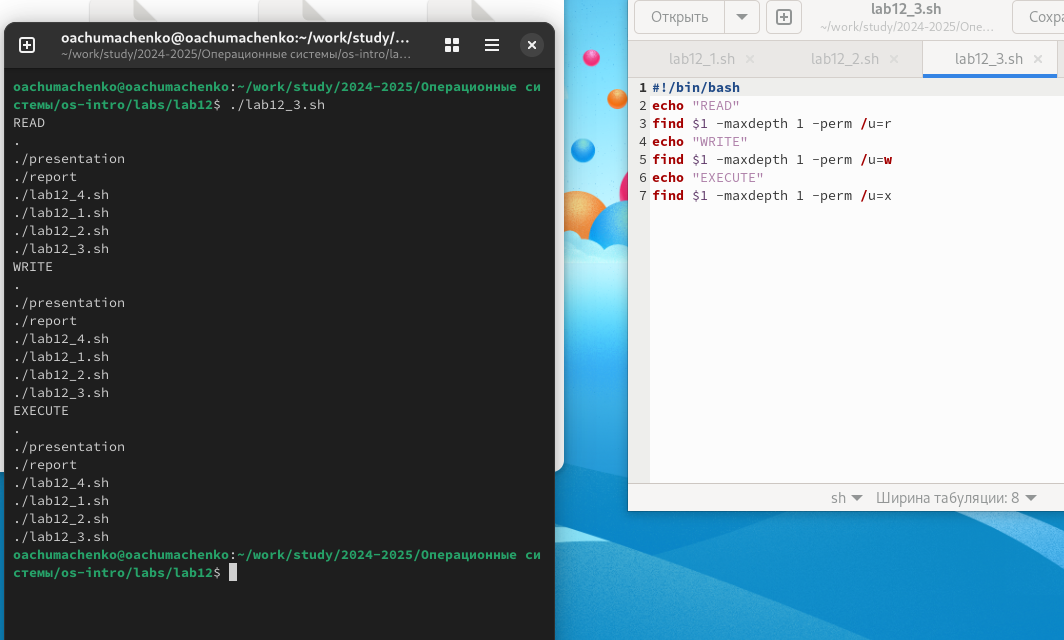 oachumachenko@oachumachenko:~/work/study/...
~/work/study/2024-2025/Операционные системы/os-intro/la...
oachumachenko@oachumachenko:~/work/study/2024-2025/Операционные си
стемы/os-intro/labs/lab12$ ./lab12_3.sh
READ
.
./presentation
./report
./lab12_4.sh
./lab12_1.sh
./lab12_2.sh
./lab12_3.sh
WRITE
.
./presentation
./report
./lab12_4.sh
./lab12_1.sh
./lab12_2.sh
./lab12_3.sh
EXECUTE
.
./presentation
./report
./lab12_4.sh
./lab12_1.sh
./lab12_2.sh
./lab12_3.sh
oachumachenko@oachumachenko:~/work/study/2024-2025/Операционные си
стемы/os-intro/labs/lab12$
Открыть
lab12_3.sh
~/work/study/2024-2025/Опе...
Сохра
lab12_1.sh
lab12_2.sh
lab12_3.sh
1 #!/bin/bash
2 echo "READ"
3 find $1 -maxdepth 1 -perm /u=r
4 echo "WRITE"
5 find $1 -maxdepth 1 -perm /u=w
6 echo "EXECUTE"
7 find $1 -maxdepth 1 -perm /u=x
sh
Ширина табуляции: 8